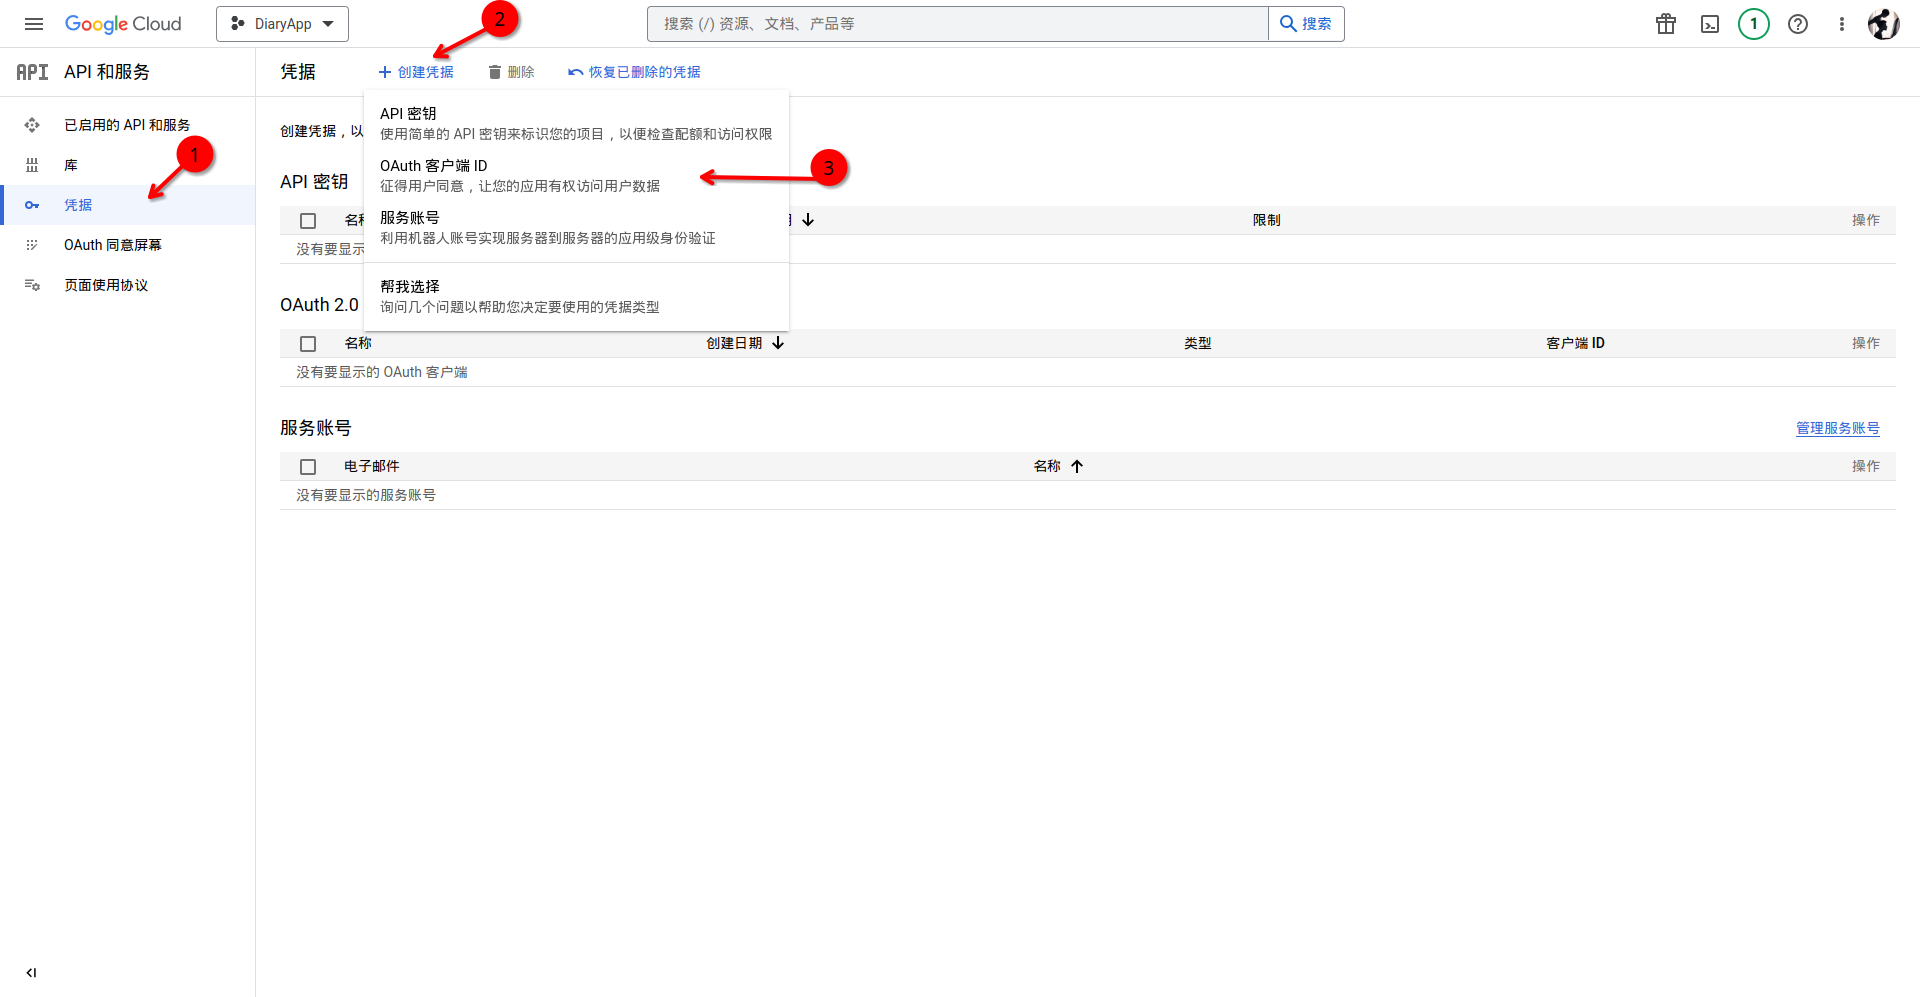 Google Cloud
DiaryApp
搜索 (/) 资源、文档、产品等
搜索
1
2
API
API 和服务
凭据
创建凭据
删除
恢复已删除的凭据
已启用的 API 和服务
库
凭据
OAuth 同意屏幕
页面使用协议
1
创建凭据，以
API 密钥
使用简单的 API 密钥来标识您的项目，以便检查配额和访问权限
OAuth 客户端 ID
征得用户同意，让您的应用有权访问用户数据
服务账号
利用机器人账号实现服务器到服务器的应用级身份验证
帮我选择
询问几个问题以帮助您决定要使用的凭据类型
3
API 密钥
限制
操作
没有要显示
OAuth 2.0
名称
创建日期
类型
客户端 ID
操作
没有要显示的 OAuth 客户端
服务账号
管理服务账号
电子邮件
名称
操作
没有要显示的服务账号